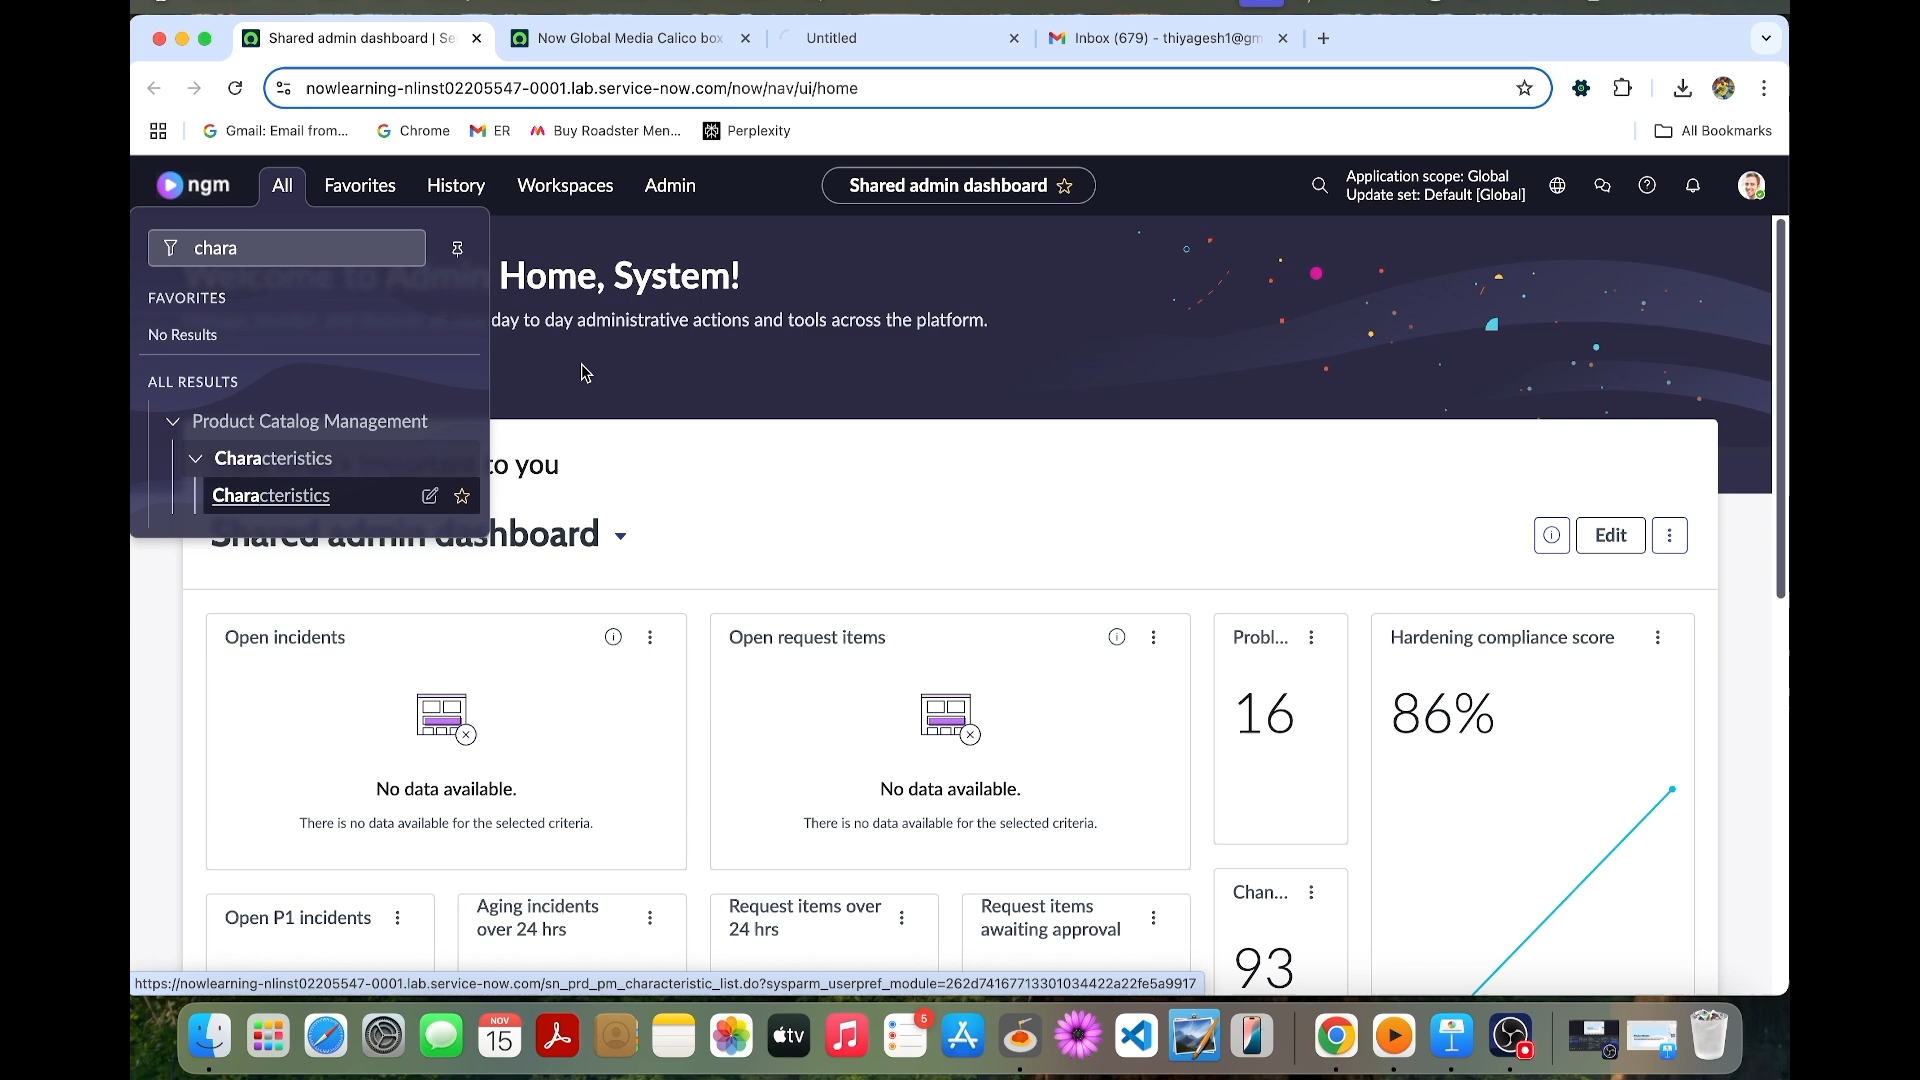 Shared admin dashboard | Se
Now Global Media Calico box
Untitled
Inbox (679) - thiyagesh1@gm
nowlearning-nlinst02205547-0001.lab.service-now.com/now/nav/ui/home
Gmail: Email from...
Chrome
ER
Buy Roadster Men...
Perplexity
All Bookmarks
ngm
All
Favorites
History
Workspaces
Admin
Shared admin dashboard
Application scope: Global
Update set: Default [Global]
chara
Welcome to Admin Home, System!
FAVORITES
day to day administrative actions and tools across the platform.
No Results
ALL RESULTS
Product Catalog Management
Characteristics
to you
Characteristics
Shared admin dashboard
Edit
Open incidents
Open request items
Probl...
Hardening compliance score
16
86%
No data available.
No data available.
There is no data available for the selected criteria.
There is no data available for the selected criteria.
Chan...
Open P1 incidents
Aging incidents
over 24 hrs
Request items over
24 hrs
Request items
awaiting approval
93
https://nowlearning-nlinst02205547-0001.lab.service-now.com/sn_prd_pm_characteristic_list.do?sysparm_userpref_module=262d74167713301034422a22fe5a9917
NOV
15
tv
5